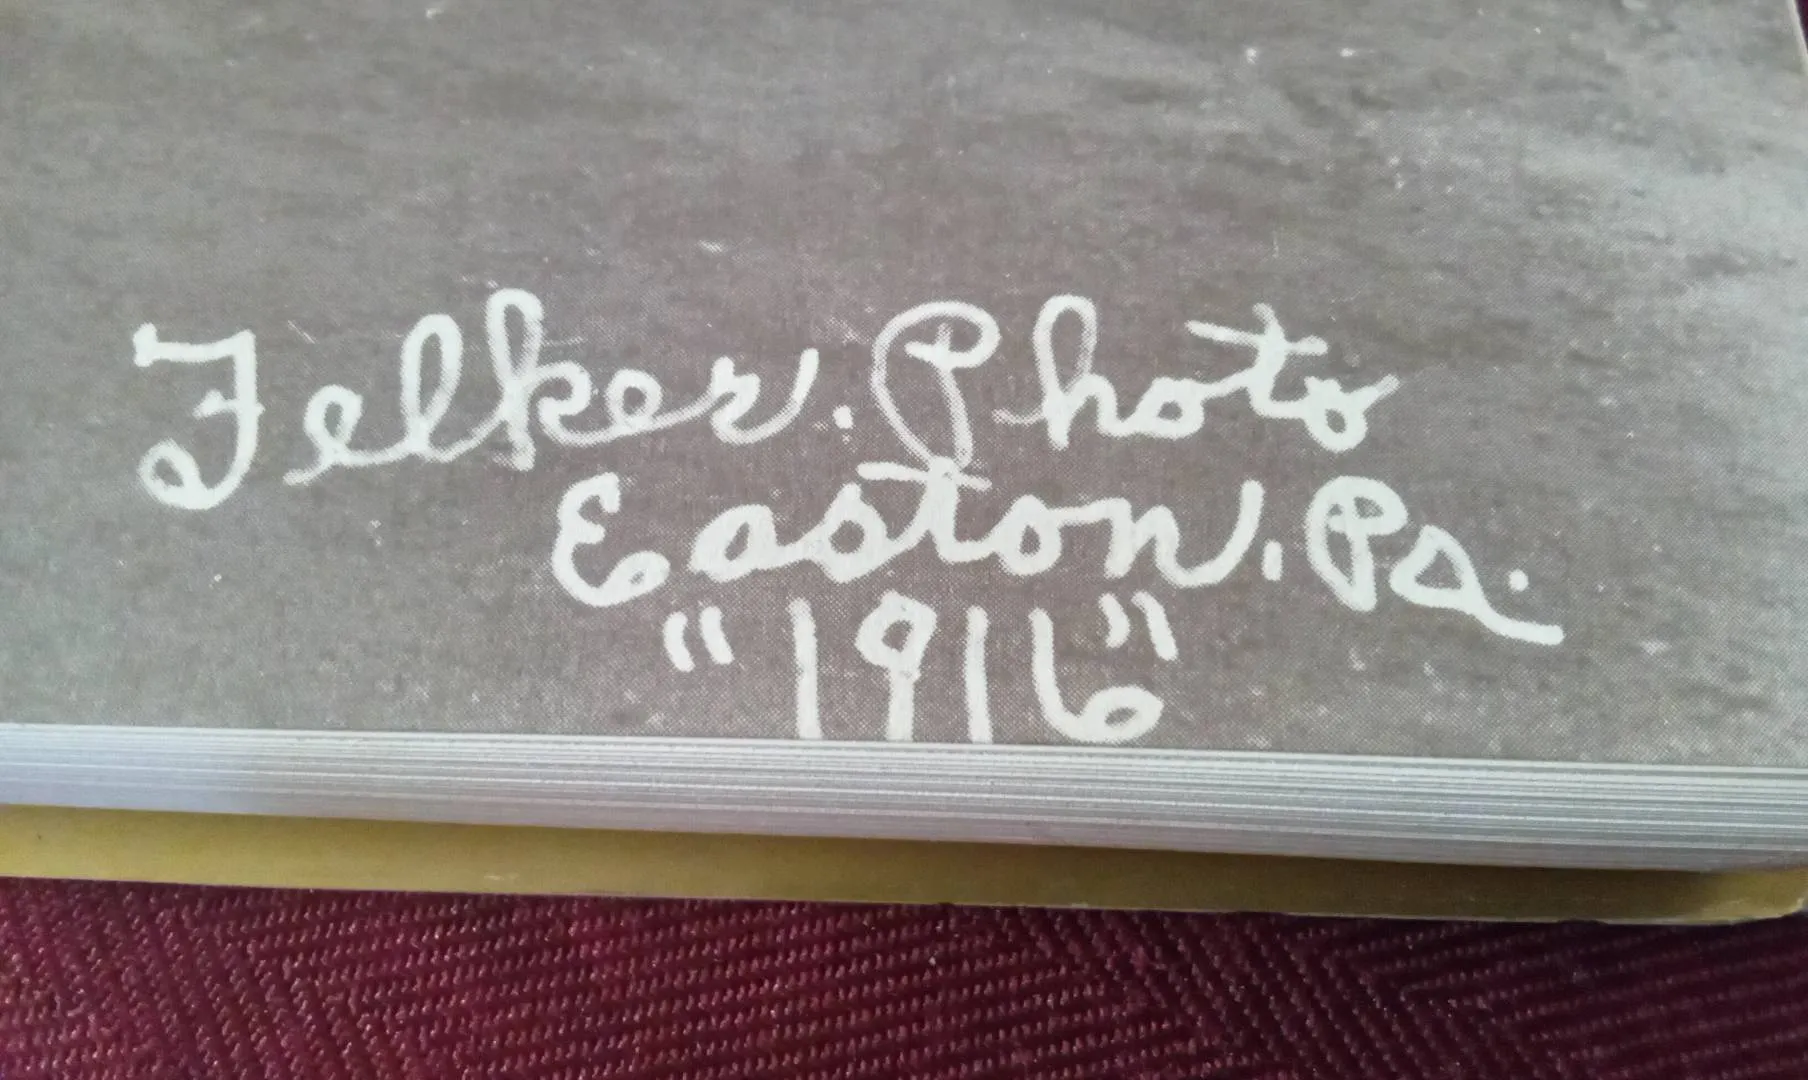 Felker. Photo
Easton. Pa.
"1916"